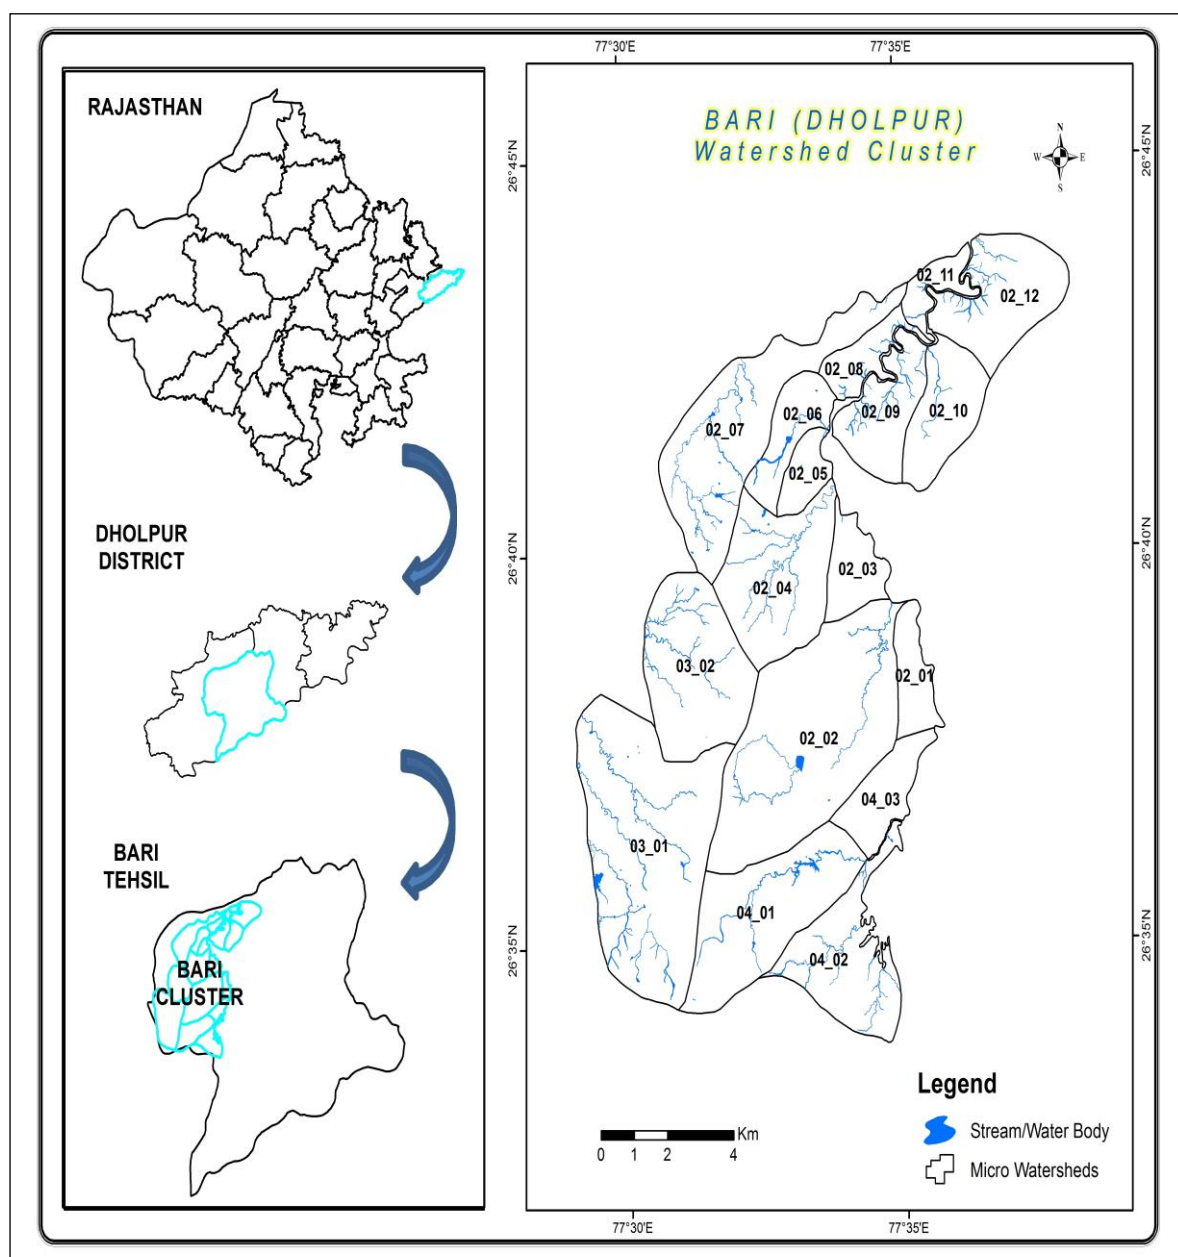 RAJASTHAN
DHOLPUR
DISTRICT
BARI
TEHSIL
BARI
CLUSTER
77°30'E
77°35'E
BARI (DHOLPUR)
Watershed Cluster
N
W
E
S
26°45'N
26°45'N
02_11
02_12
02_08
02_06
02_09
02_10
02_07
02_05
26°40'N
26°40'N
02_03
02_04
03_02
02_01
02_02
04_03
03_01
04_01
04_02
26°35'N
26°35'N
Legend
Stream/Water Body
Micro Watersheds
Km
0 1 2 4
77°30'E
77°35'E